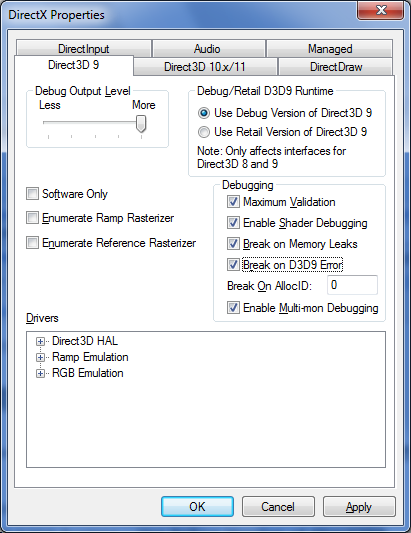 DirectX Properties
DirectInput
Audio
Managed
Direct3D 9
Direct3D 10.x/11
DirectDraw
Debug Output Level
Less
More
Debug/Retail D3D9 Runtime
Use Debug Version of Direct3D 9
Use Retail Version of Direct3D 9
Note: Only affects interfaces for
Direct3D 8 and 9
Software Only
Enumerate Ramp Rasterizer
Enumerate Reference Rasterizer
Debugging
Maximum Validation
Enable Shader Debugging
Break on Memory Leaks
Break on D3D9 Error
Break On AllocID:
0
Enable Multi-mon Debugging
Drivers
Direct3D HAL
Ramp Emulation
RGB Emulation
OK
Cancel
Apply